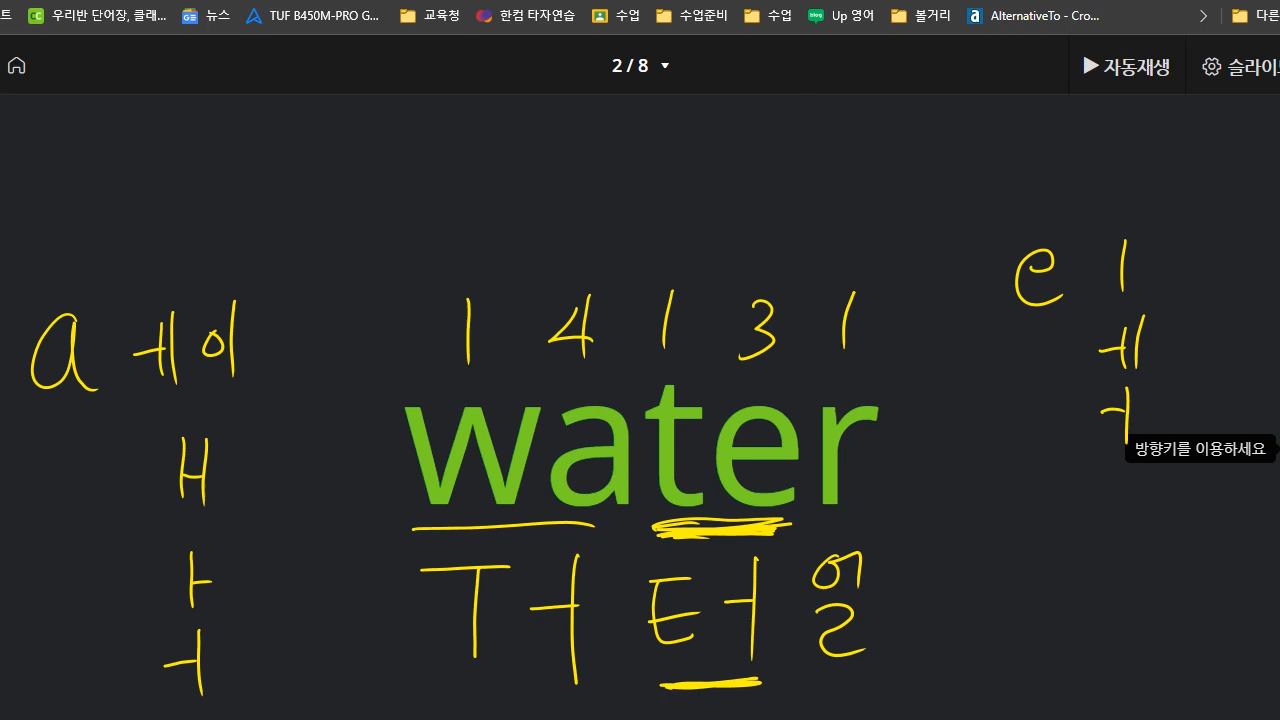 트 우리반 단어장, 클래... 뉴스 TUF B450M-PRO G... 교육청 한컴 타자연습 수업 수업준비 수업 Up 영어 볼거리 AlternativeTo - Cro... 다른
2 / 8 ▶ 자동재생 슬라이드
e ㅣ
ㅔ
ㅓ
a ㅔ이
ㅐ
ㅏ
ㅓ
1 4 1 3 1
water
방향키를 이용하세요
ㅜㅓ ㅌㅓ 얼